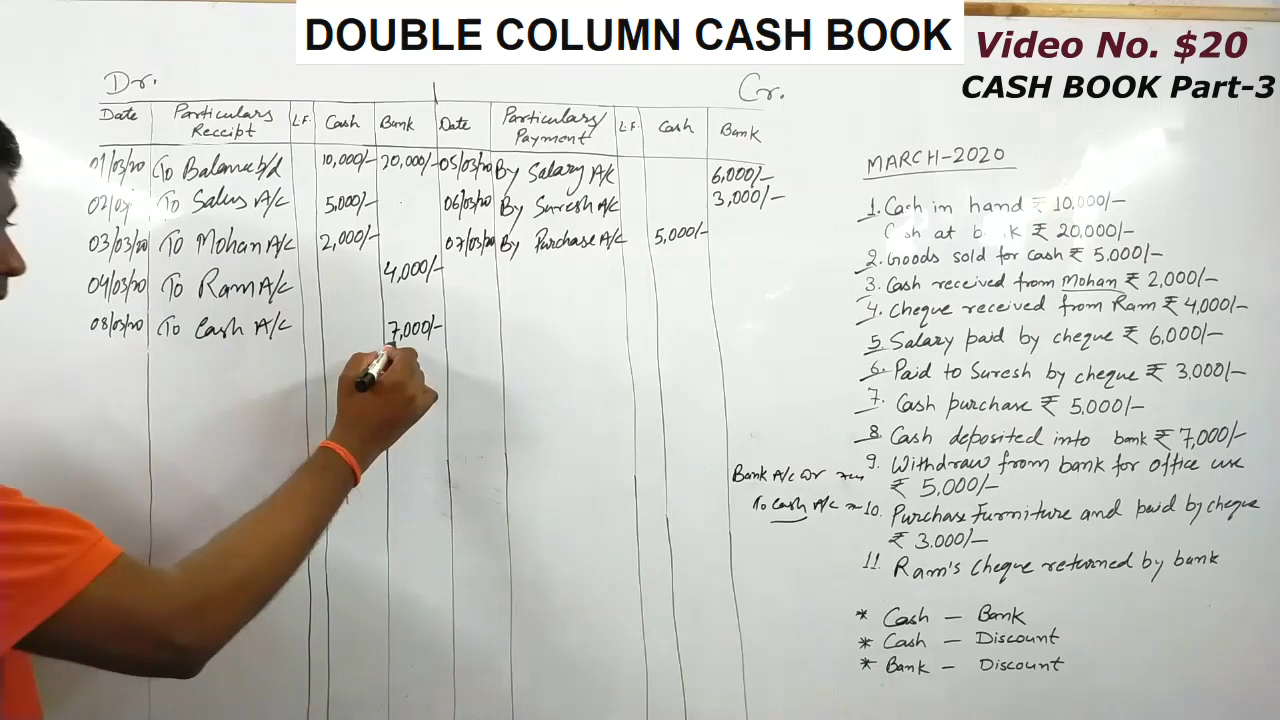 DOUBLE COLUMN CASH BOOK
Video No. $20
CASH BOOK Part-3
Dr. Cr.
Date Particulars Receipt L.F. Cash Bank Date Particulars/ Payment L.F. Cash Bank
01/03/20 To Balance b/d 10,000/- 20,000/- 05/03/20 By Salary A/c 6,000/-
02/03/ To Sales A/c 5,000/- 06/03/20 By Suresh A/c 3,000/-
03/03/20 To Mohan A/c 2,000/- 07/03/20 By Purchase A/c 5,000/-
04/03/20 To Ram A/c 4,000/-
08/03/20 To Cash A/c 7,000/-
Bank A/c Dr
To Cash A/c
MARCH-2020
1. Cash in hand ₹ 10,000/-
Cash at b k ₹ 20,000/-
2. Goods sold for cash ₹ 5,000/-
3. Cash received from Mohan ₹ 2,000/-
4. Cheque received from Ram ₹ 4,000/-
5. Salary paid by cheque ₹ 6,000/-
6. Paid to Suresh by cheque ₹ 3,000/-
7. Cash purchase ₹ 5,000/-
8. Cash deposited into bank ₹ 7,000/-
9. Withdraw from bank for office use
₹ 5,000/-
10. Purchase Furniture and paid by cheque
₹ 3.000/-
11. Ram's cheque returned by bank
* Cash — Bank
* Cash — Discount
* Bank — Discount